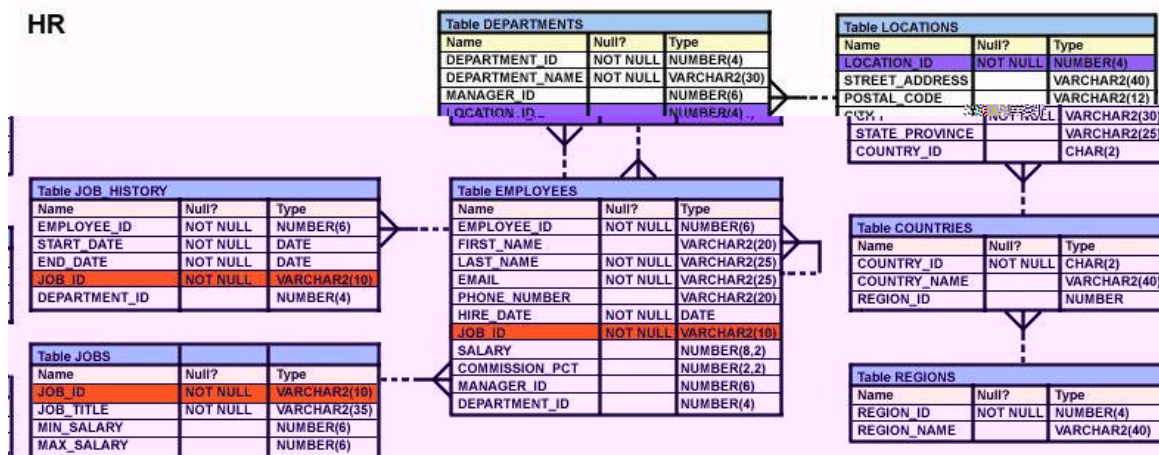 HR
Table DEPARTMENTS
Name Null? Type
DEPARTMENT_ID NOT NULL NUMBER(4)
DEPARTMENT_NAME NOT NULL VARCHAR2(30)
MANAGER_ID NUMBER(6)
LOCATION_ID NUMBER(4)
Table LOCATIONS
Name Null? Type
LOCATION_ID NOT NULL NUMBER(4)
STREET_ADDRESS VARCHAR2(40)
POSTAL_CODE VARCHAR2(12)
CITY NOT NULL VARCHAR2(30)
STATE_PROVINCE VARCHAR2(25)
COUNTRY_ID CHAR(2)
Table JOB_HISTORY
Name Null? Type
EMPLOYEE_ID NOT NULL NUMBER(6)
START_DATE NOT NULL DATE
END_DATE NOT NULL DATE
JOB_ID NOT NULL VARCHAR2(10)
DEPARTMENT_ID NUMBER(4)
Table EMPLOYEES
Name Null? Type
EMPLOYEE_ID NOT NULL NUMBER(6)
FIRST_NAME VARCHAR2(20)
LAST_NAME NOT NULL VARCHAR2(25)
EMAIL NOT NULL VARCHAR2(25)
PHONE_NUMBER VARCHAR2(20)
HIRE_DATE NOT NULL DATE
JOB_ID NOT NULL VARCHAR2(10)
SALARY NUMBER(8,2)
COMMISSION_PCT NUMBER(2,2)
MANAGER_ID NUMBER(6)
DEPARTMENT_ID NUMBER(4)
Table COUNTRIES
Name Null? Type
COUNTRY_ID NOT NULL CHAR(2)
COUNTRY_NAME VARCHAR2(40)
REGION_ID NUMBER
Table JOBS
Name Null? Type
JOB_ID NOT NULL VARCHAR2(10)
JOB_TITLE NOT NULL VARCHAR2(35)
MIN_SALARY NUMBER(6)
MAX_SALARY NUMBER(6)
Table REGIONS
Name Null? Type
REGION_ID NOT NULL NUMBER(4)
REGION_NAME VARCHAR2(40)